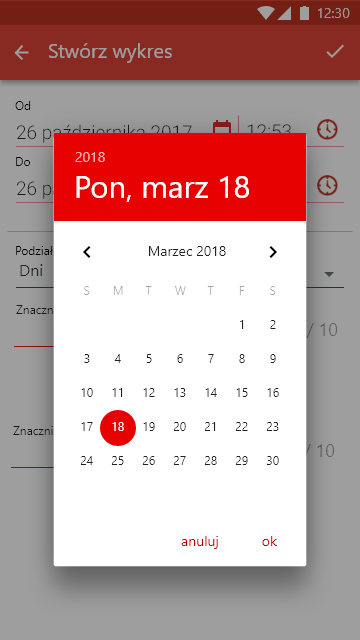 12:30
Stwórz wykres
Od
26 października 2017 12:53
Do
26 pa
Podział
Dni
Znaczni
/ 10
Znaczni
/ 10
2018
Pon, marz 18
Marzec 2018
S M T W T F S
1 2
3 4 5 6 7 8 9
10 11 12 13 14 15 16
17 18 19 20 21 22 23
24 25 26 27 28 29 30
anuluj ok